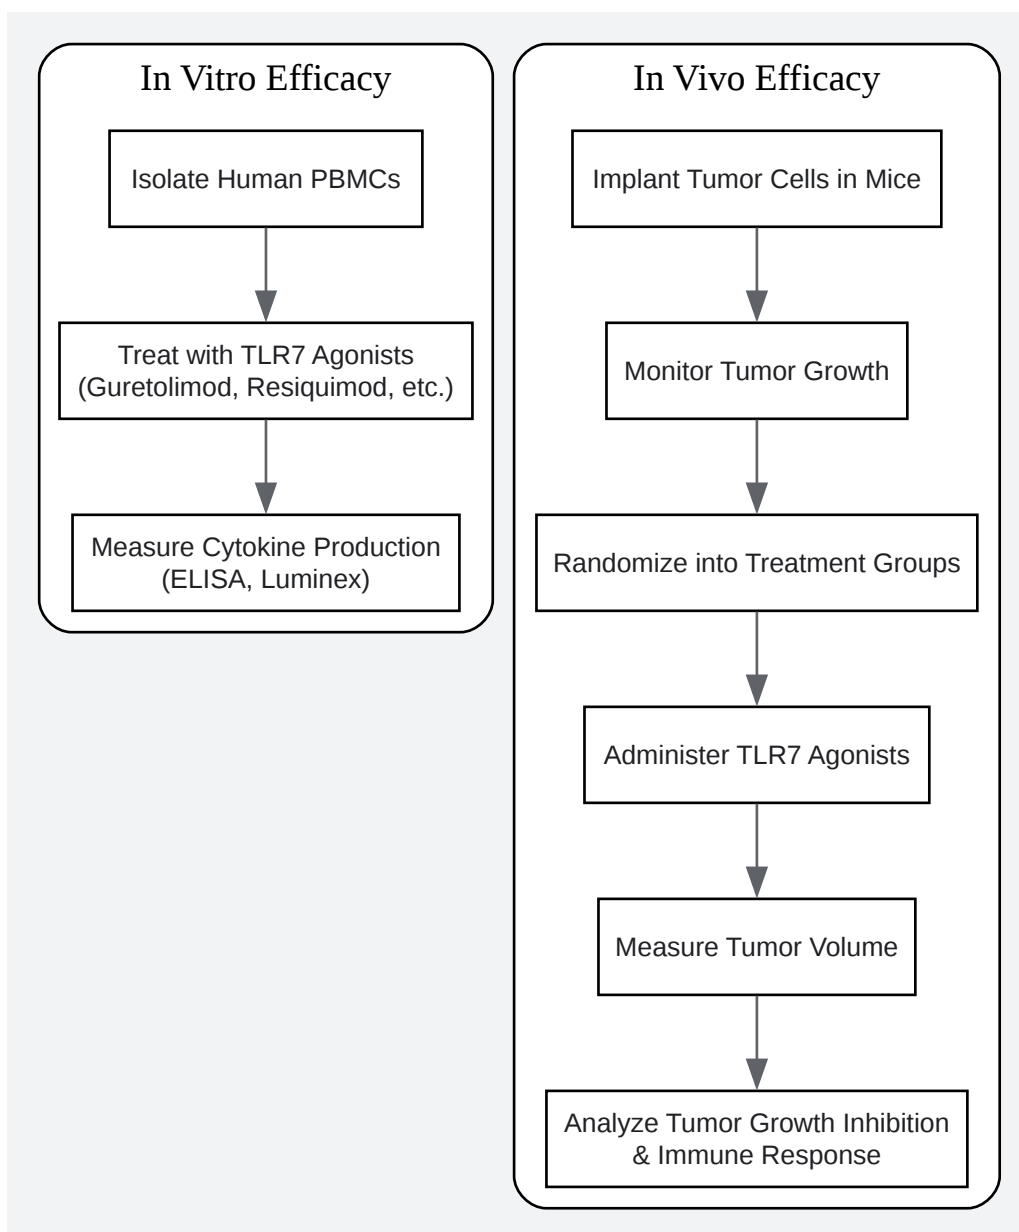 In Vitro Efficacy
Isolate Human PBMCs
Treat with TLR7 Agonists
(Guretolimod, Resiquimod, etc.)
Measure Cytokine Production
(ELISA, Luminex)
In Vivo Efficacy
Implant Tumor Cells in Mice
Monitor Tumor Growth
Randomize into Treatment Groups
Administer TLR7 Agonists
Measure Tumor Volume
Analyze Tumor Growth Inhibition
& Immune Response